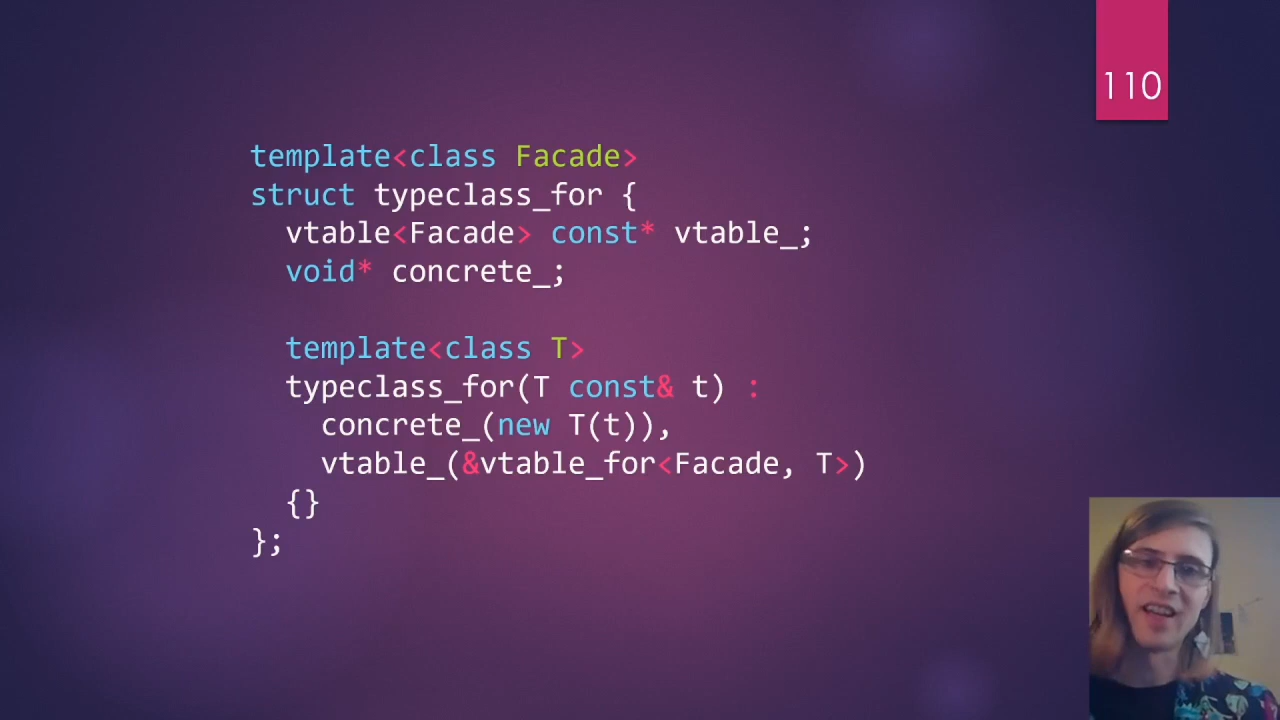 110
template<class Facade>
struct typeclass_for {
  vtable<Facade> const* vtable_;
  void* concrete_;
  template<class T>
  typeclass_for(T const& t) :
    concrete_(new T(t)),
    vtable_(&vtable_for<Facade, T>)
  {}
};